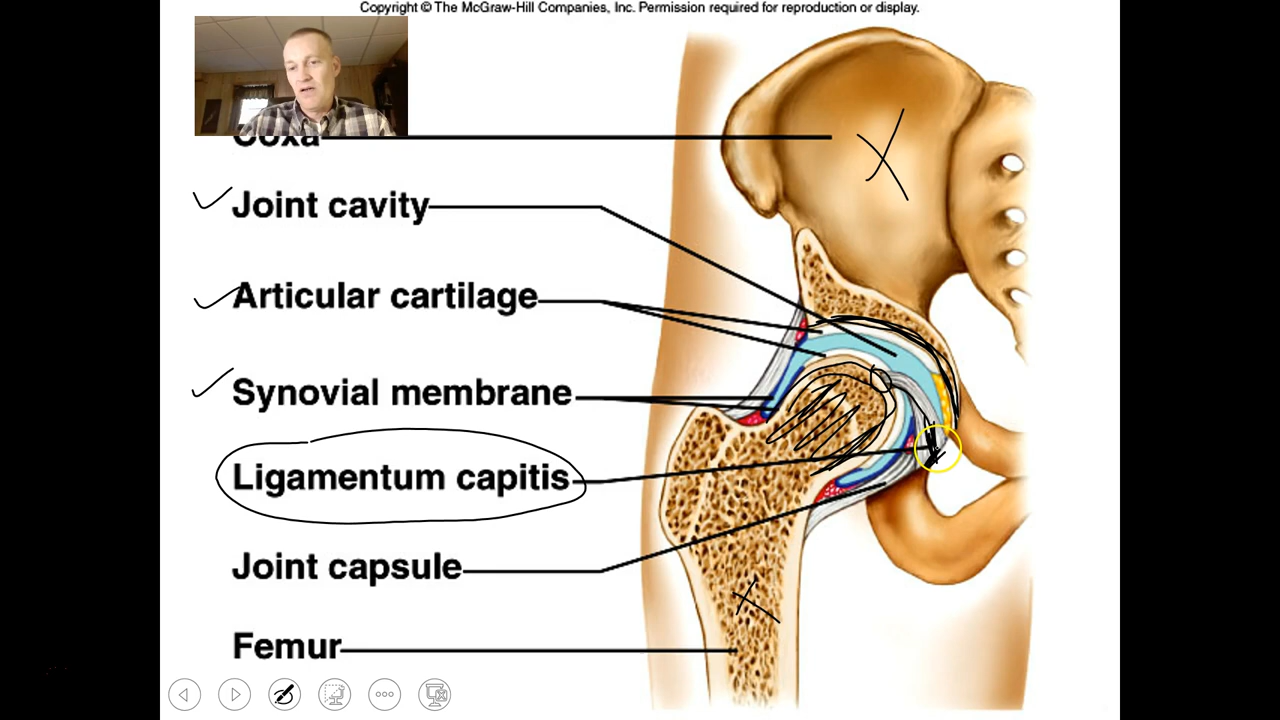 Copyright © The McGraw-Hill Companies, Inc. Permission required for reproduction or display.
Coxa
Joint cavity
Articular cartilage
Synovial membrane
Ligamentum capitis
Joint capsule
Femur